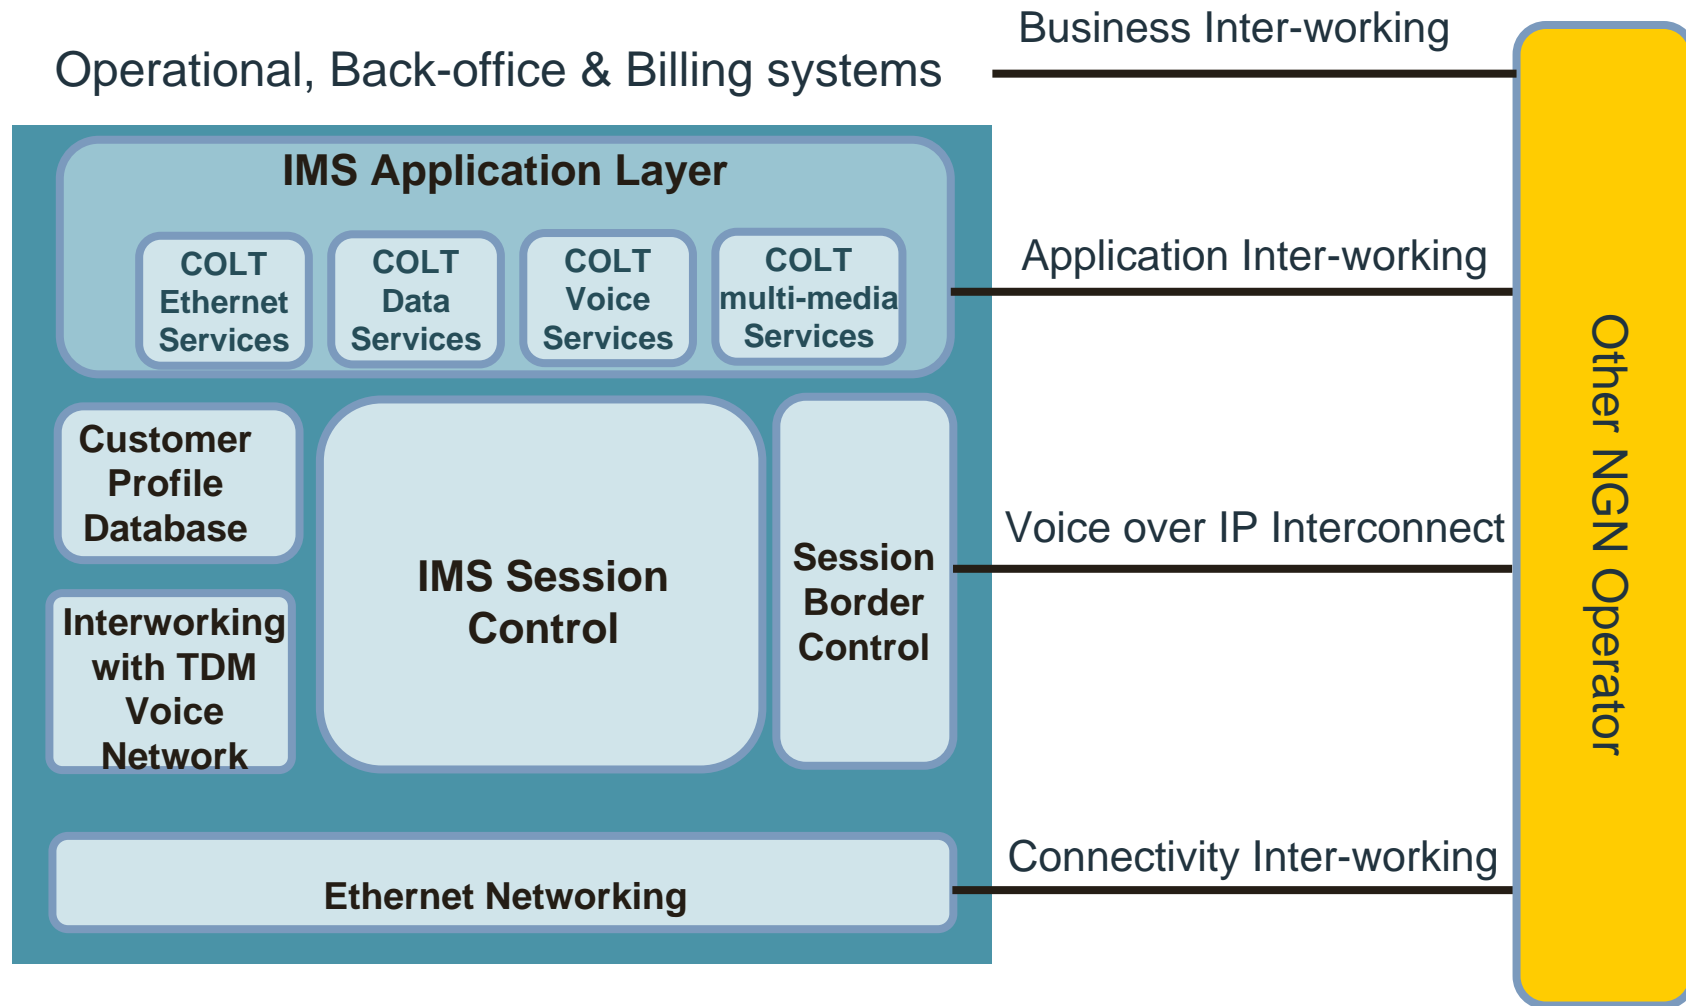 Business Inter-working
Operational, Back-office & Billing systems
IMS Application Layer
COLT
Ethernet
Services
COLT
Data
Services
COLT
Voice
Services
COLT
multi-media
Services
Application Inter-working
Customer
Profile
Database
Interworking
with TDM
Voice
Network
IMS Session
Control
Session
Border
Control
Voice over IP Interconnect
Ethernet Networking
Connectivity Inter-working
Other NGN Operator